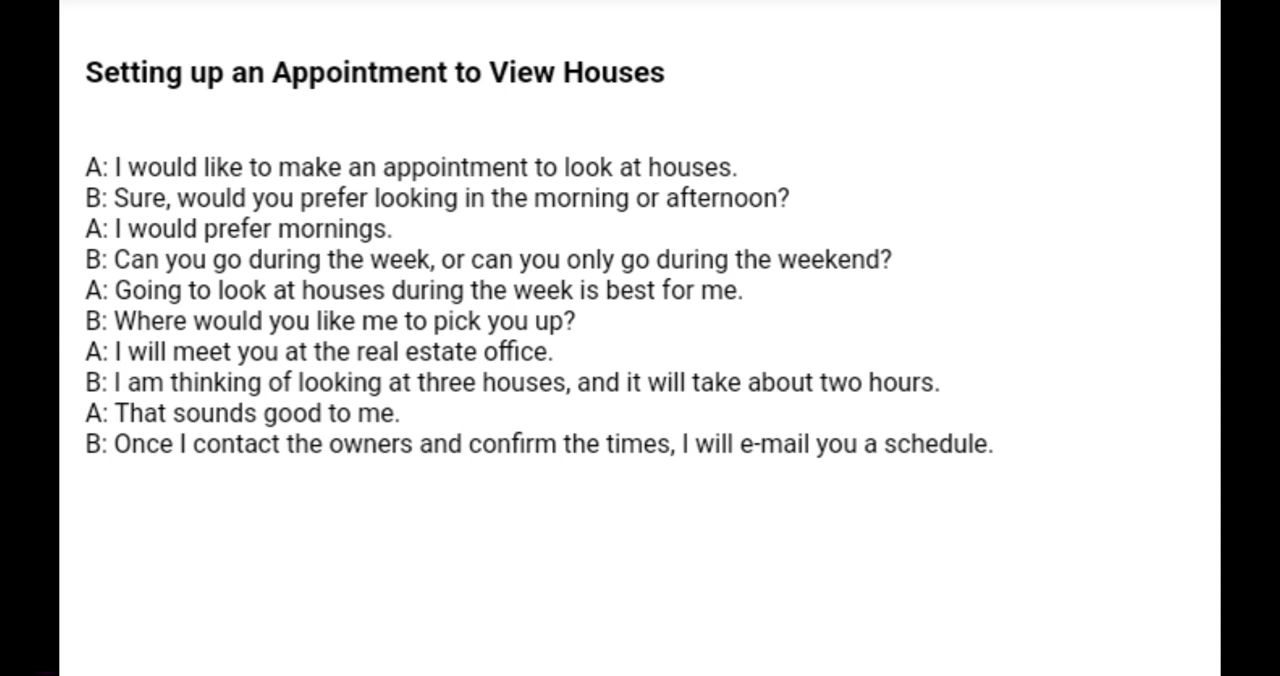 Setting up an Appointment to View Houses
A: I would like to make an appointment to look at houses.
B: Sure, would you prefer looking in the morning or afternoon?
A: I would prefer mornings.
B: Can you go during the week, or can you only go during the weekend?
A: Going to look at houses during the week is best for me.
B: Where would you like me to pick you up?
A: I will meet you at the real estate office.
B: I am thinking of looking at three houses, and it will take about two hours.
A: That sounds good to me.
B: Once I contact the owners and confirm the times, I will e-mail you a schedule.